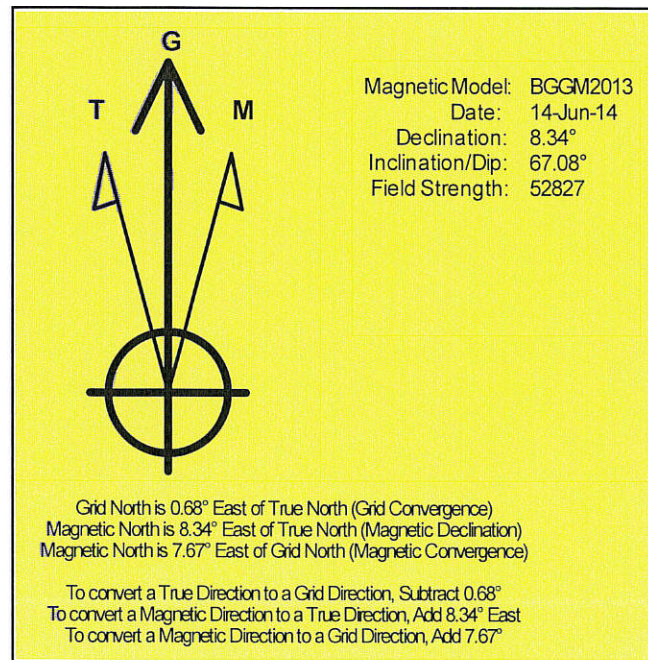 G
T
M
Magnetic Model: BGGM2013
Date: 14-Jun-14
Declination: 8.34°
Inclination/Dip: 67.08°
Field Strength: 52827
Grid North is 0.68° East of True North (Grid Convergence)
Magnetic North is 8.34° East of True North (Magnetic Declination)
Magnetic North is 7.67° East of Grid North (Magnetic Convergence)
To convert a True Direction to a Grid Direction, Subtract 0.68°
To convert a Magnetic Direction to a True Direction, Add 8.34° East
To convert a Magnetic Direction to a Grid Direction, Add 7.67°